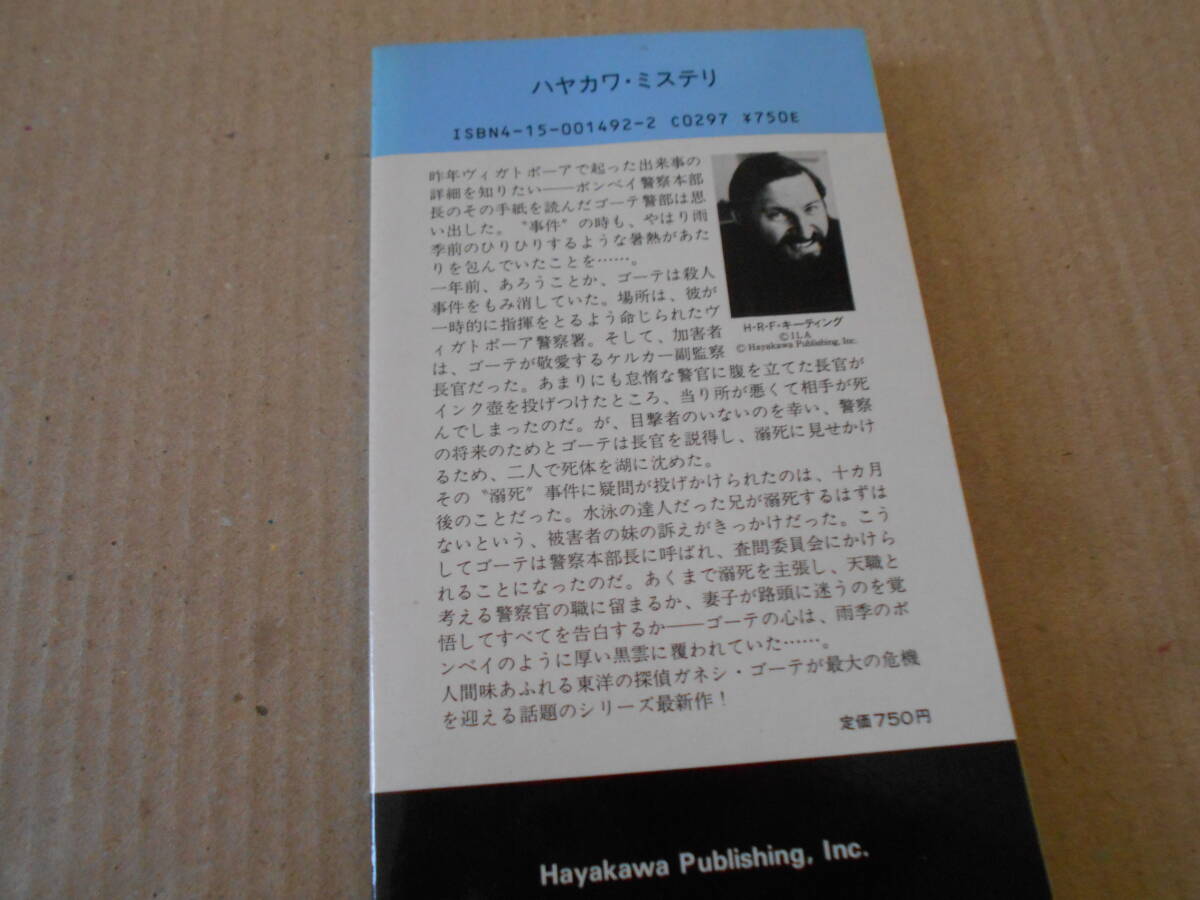 ハヤカワ・ミステリ
ISBN4-15-001492-2 C0297 ¥750E
昨年ヴィガトポーアで起った出来事の
詳細を知りたい――ボンベイ警察本部
長のその手紙を読んだゴーテ警部は思
い出した。〝事件〟の時も、やはり雨
季前のひりひりするような暑熱があた
りを包んでいたことを……。
一年前、あろうことか、ゴーテは殺人
事件をもみ消していた。場所は、彼が
一時的に指揮をとるよう命じられたヴ
ィガトポーア警察署。そして、加害者
は、ゴーテが敬愛するケルカー副監察
長官だった。あまりにも怠惰な警官に腹を立てた長官が
インク壺を投げつけたところ、当り所が悪くて相手が死
んでしまったのだ。が、目撃者のいないのを幸い、警察
の将来のためとゴーテは長官を説得し、溺死に見せかけ
るため、二人で死体を湖に沈めた。
その〝溺死〟事件に疑問が投げかけられたのは、十カ月
後のことだった。水泳の達人だった兄が溺死するはずは
ないという、被害者の妹の訴えがきっかけだった。こう
してゴーテは警察本部長に呼ばれ、査問委員会にかけら
れることになったのだ。あくまで溺死を主張し、天職と
考える警察官の職に留まるか、妻子が路頭に迷うのを覚
悟してすべてを告白するか――ゴーテの心は、雨季のボ
ンベイのように厚い黒雲に覆われていた……。
人間味あふれる東洋の探偵ガネシ・ゴーテが最大の危機
を迎える話題のシリーズ最新作！
H・R・F・キーティング
©ILA
© Hayakawa Publishing, Inc.
定価750円
Hayakawa Publishing, Inc.